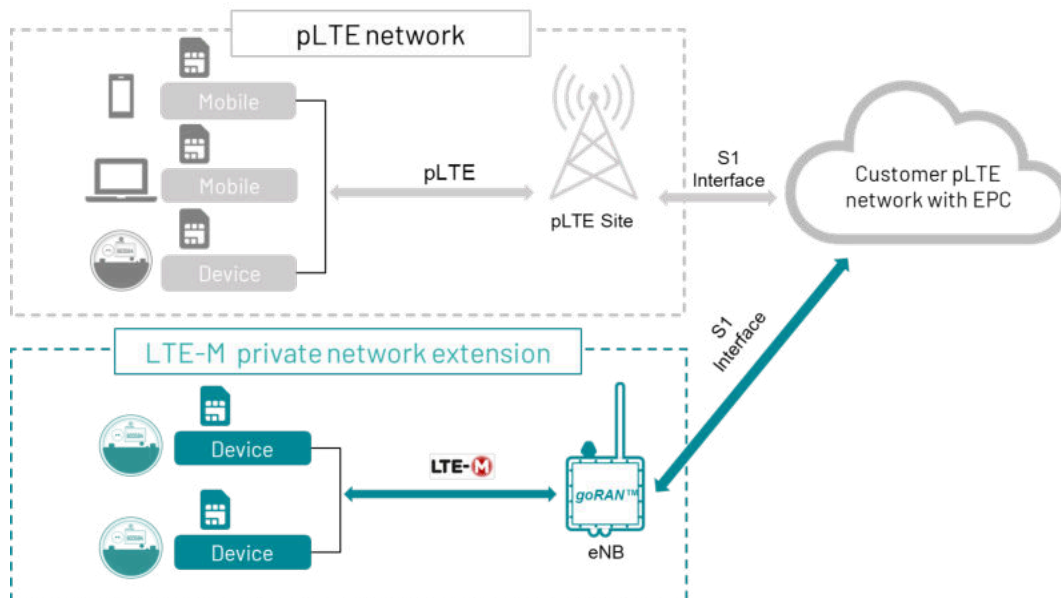 pLTE network
Mobile
Mobile
Device
pLTE
pLTE Site
S1
Interface
Customer pLTE
network with EPC
S1
Interface
LTE-M private network extension
Device
Device
LTE-M
goRAN™
eNB